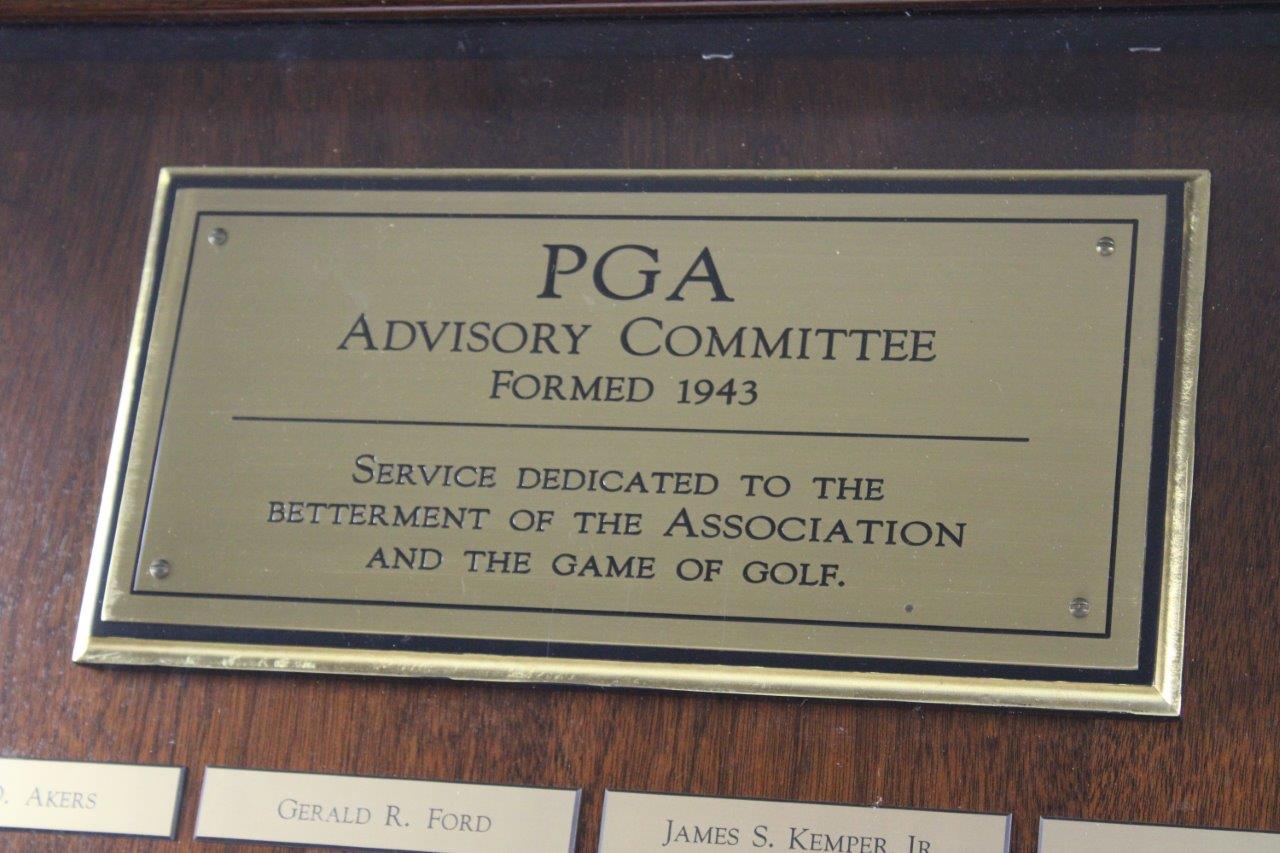 PGA
ADVISORY COMMITTEE
FORMED 1943
SERVICE DEDICATED TO THE
BETTERMENT OF THE ASSOCIATION
AND THE GAME OF GOLF.
AKERS
GERALD R. FORD
JAMES S. KEMPER JR